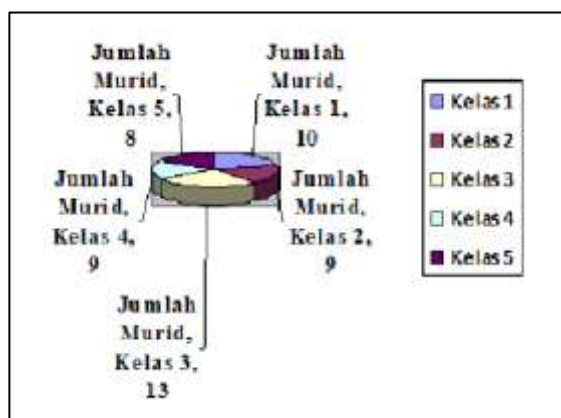 Jumlah
Murid,
Kelas 5,
8
Jumlah
Murid,
Kelas 1,
10
Jumlah
Murid,
Kelas 4,
9
Jumlah
Murid,
Kelas 2,
9
Jumlah
Murid,
Kelas 3,
13
Kelas 1
Kelas 2
Kelas 3
Kelas 4
Kelas 5